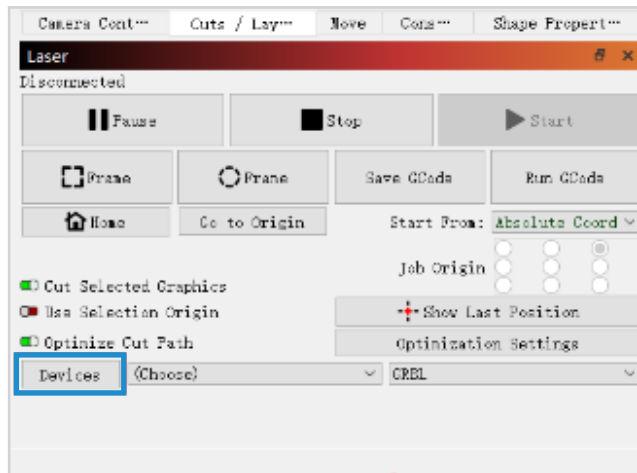 Camera Cont...
Cuts / Lay...
Move
Cons...
Shape Propert...
Laser
Disconnected
Pause
Stop
Start
Frame
Frame
Save GCode
Run GCode
Home
Go to Origin
Start From:
Absolute Coord
Job Origin
Cut Selected Graphics
Use Selection Origin
Show Last Position
Optimize Cut Path
Optimization Settings
Devices
(Choose)
GRBL